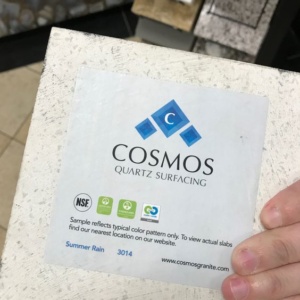 C
COSMOS
QUARTZ SURFACING
NSF
Sample reflects typical color pattern only. To view actual slabs
find our nearest location on our website.
Summer Rain 3014
www.cosmosgranite.com